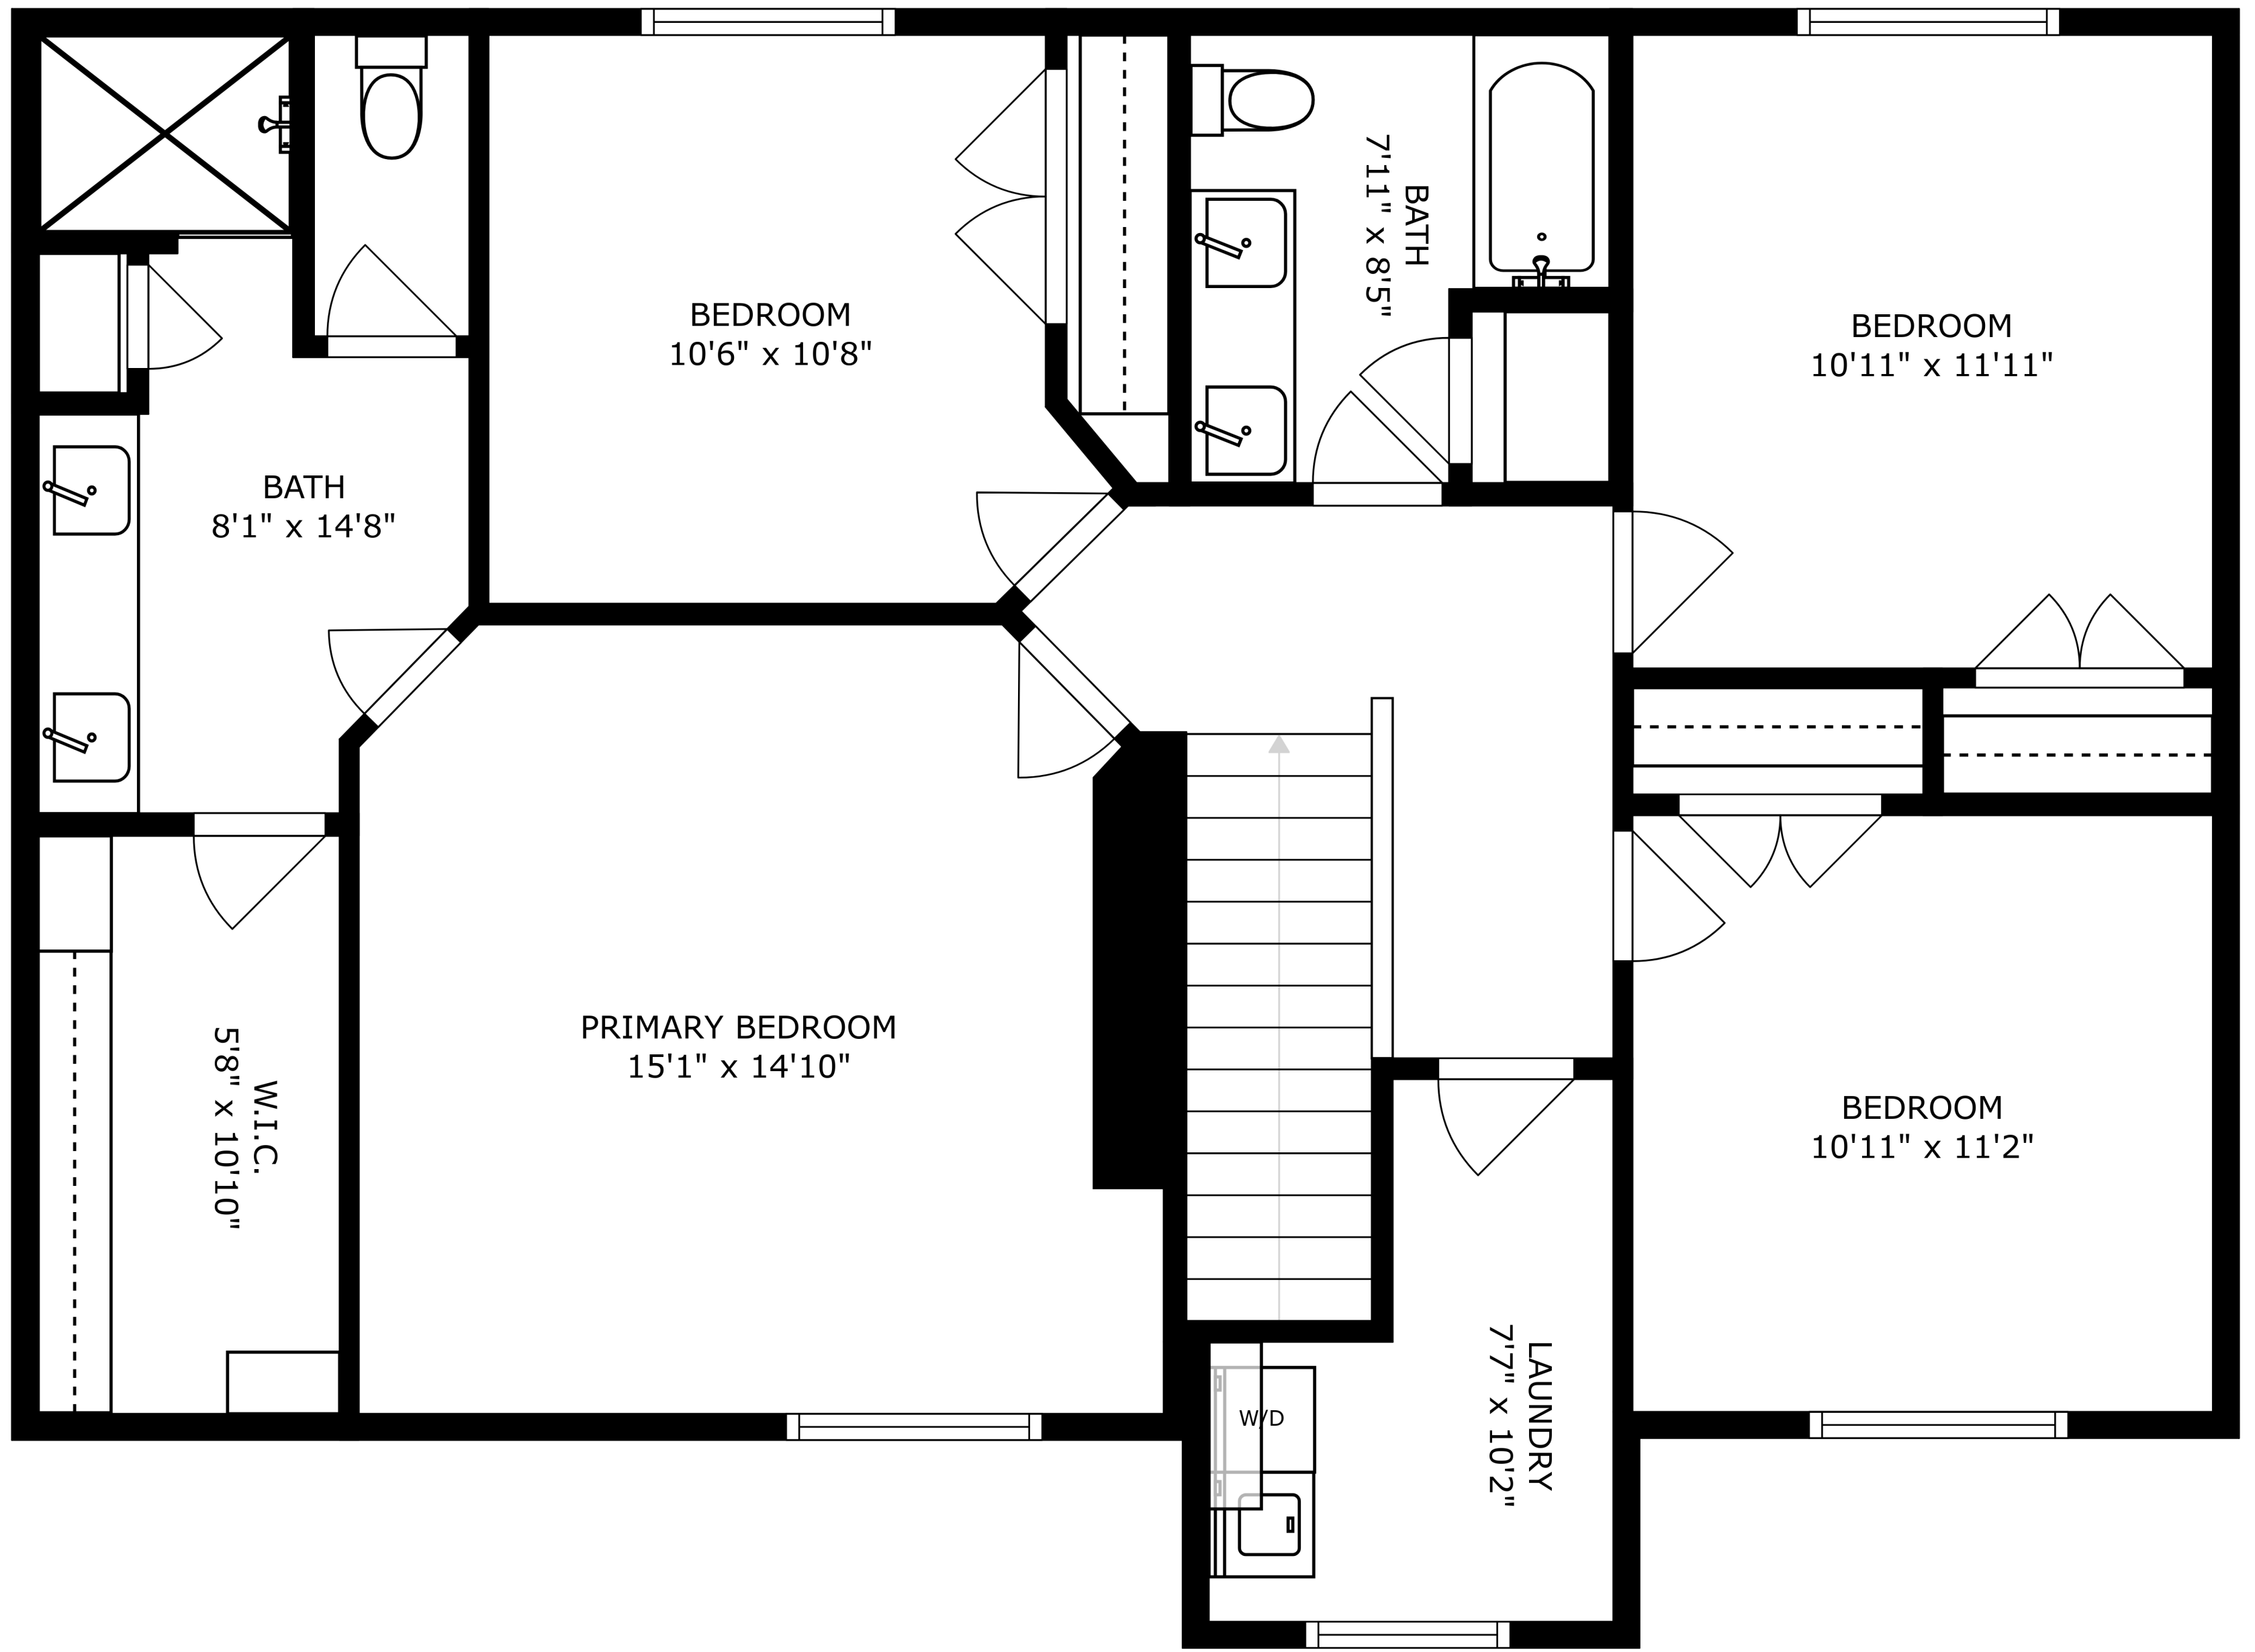 BATH
7'11" x 8'5"
BEDROOM
10'6" x 10'8"
BEDROOM
10'11" x 11'11"
BATH
8'1" x 14'8"
PRIMARY BEDROOM
15'1" x 14'10"
W.I.C.
5'8" x 10'10"
BEDROOM
10'11" x 11'2"
LAUNDRY
7'7" x 10'2"
W/D